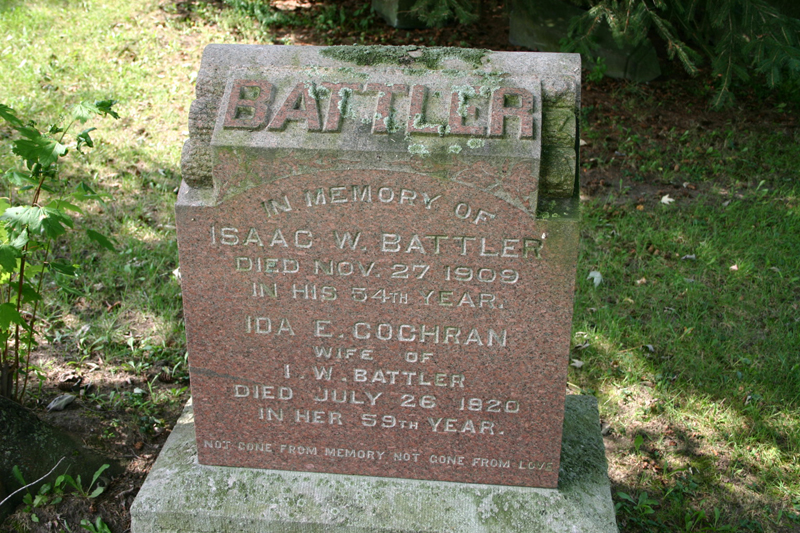 BATTLER
IN MEMORY OF
ISAAC W. BATTLER
DIED NOV. 27 1909
IN HIS 54TH YEAR.
IDA E. COCHRAN
WIFE OF
I. W. BATTLER
DIED JULY 26 1920
IN HER 59TH YEAR.
NOT GONE FROM MEMORY NOT GONE FROM LOVE